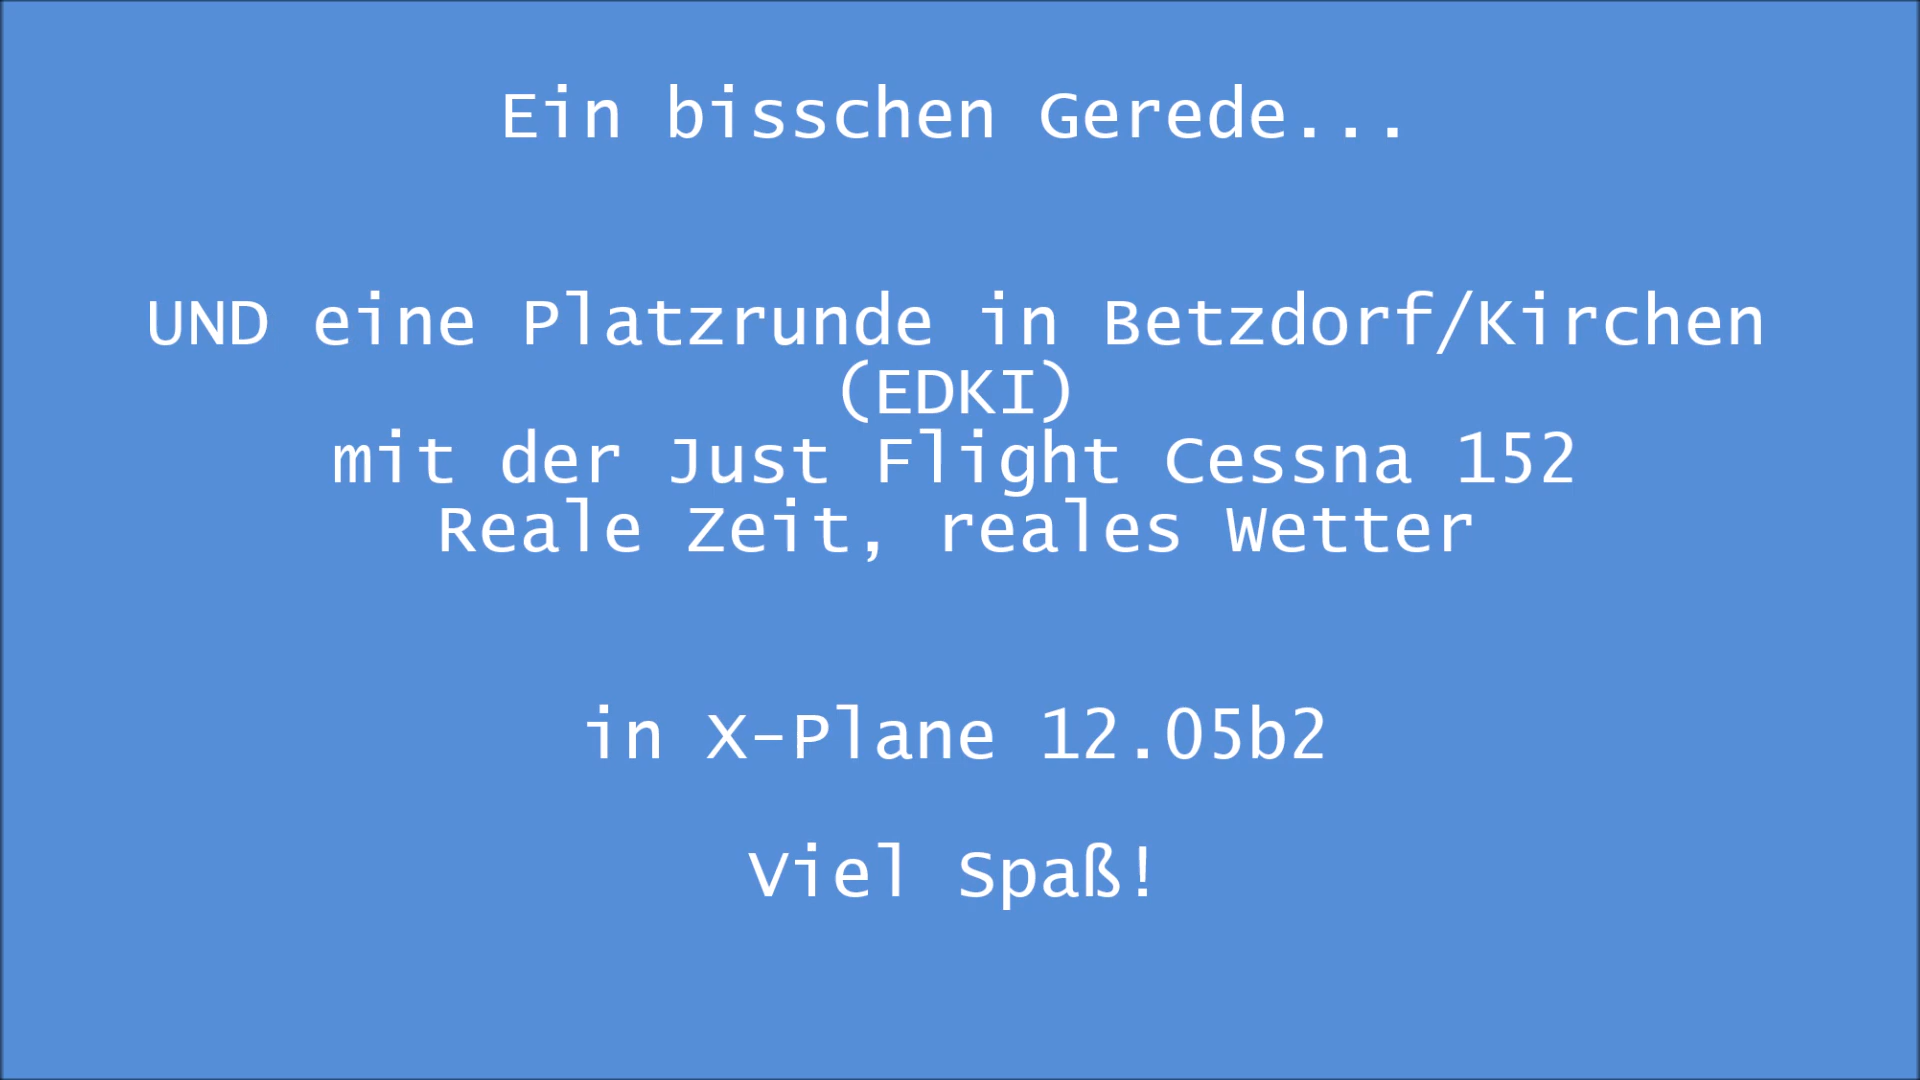 Ein bisschen Gerede...
UND eine Platzrunde in Betzdorf/Kirchen
(EDKI)
mit der Just Flight Cessna 152
Reale Zeit, reales Wetter
in X-Plane 12.05b2
Viel Spaß!